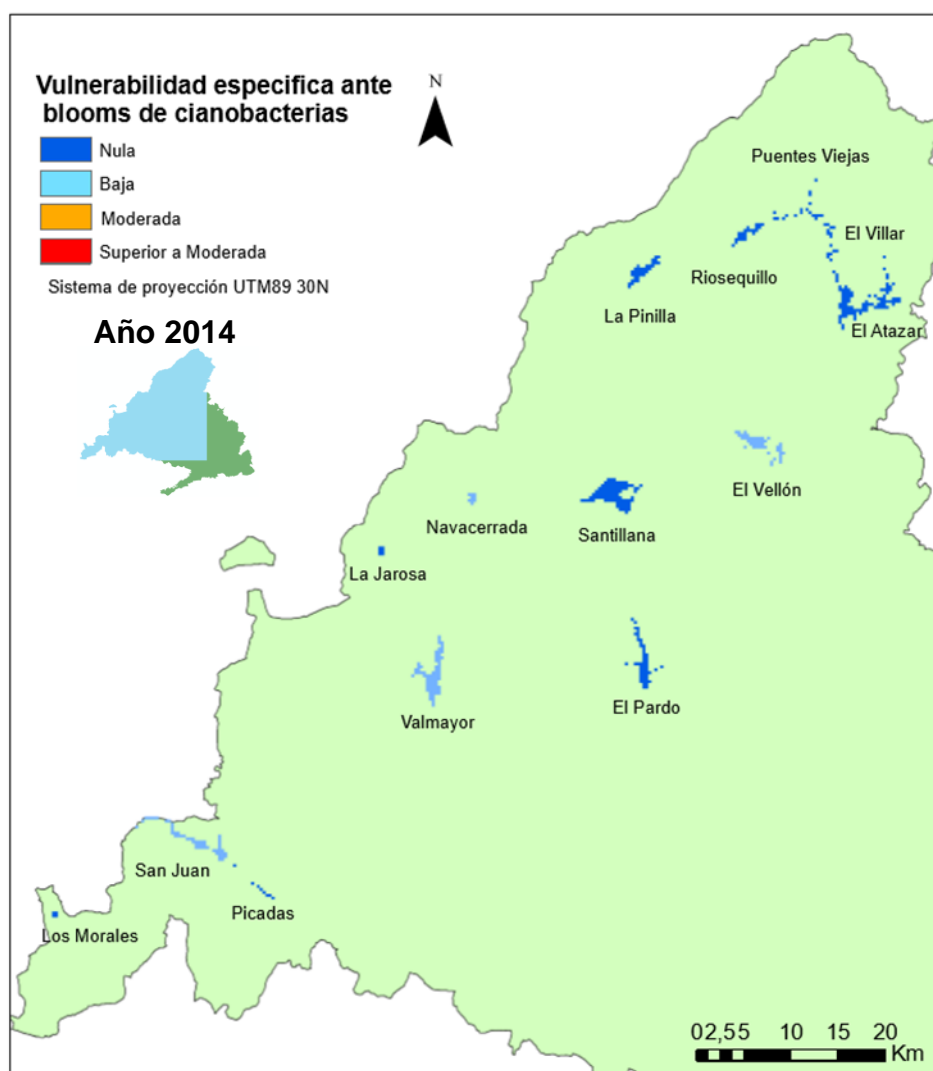 Vulnerabilidad especifica ante
blooms de cianobacterias
Nula
Baja
Moderada
Superior a Moderada
Sistema de proyección UTM89 30N
Año 2014
N
Puentes Viejas
El Villar
Riosequillo
La Pinilla
El Atazar
El Vellón
Navacerrada
Santillana
La Jarosa
Valmayor
El Pardo
San Juan
Picadas
Los Morales
02,55 10 15 20
Km